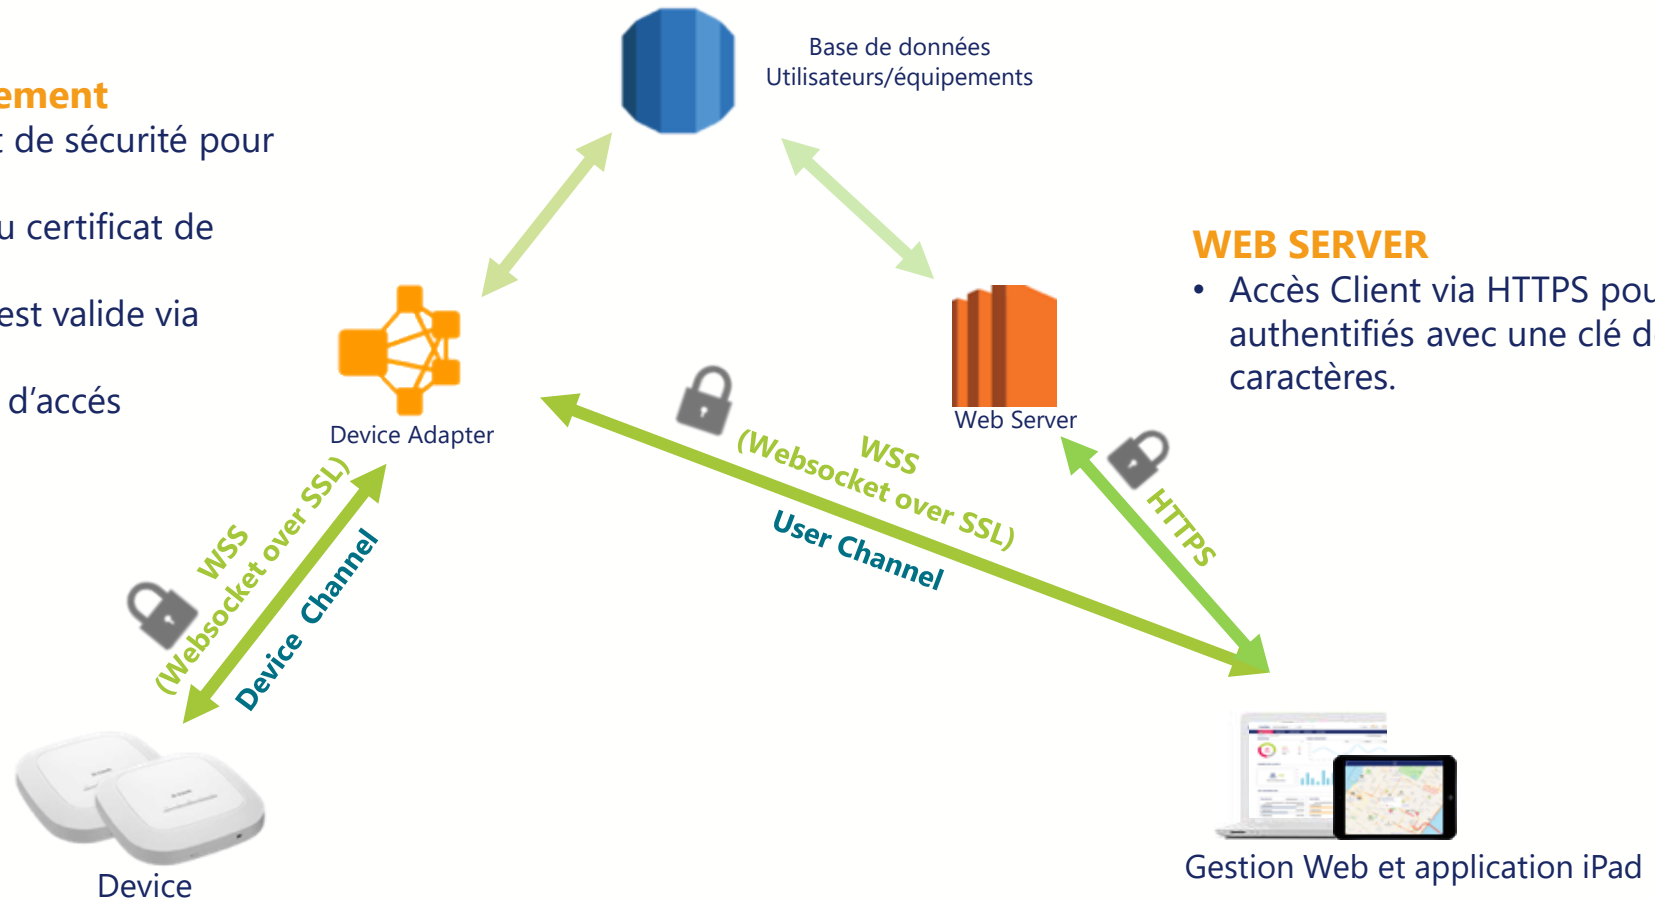 Base de données
Utilisateurs/équipements
ement
t de sécurité pour
u certificat de
est valide via
d’accés
WEB SERVER
• Accès Client via HTTPS pou
authentifiés avec une clé d
caractères.
Device Adapter
Web Server
WSS
(Websocket over SSL)
User Channel
HTTPS
WSS
(Websocket over SSL)
Device Channel
Device
Gestion Web et application iPad